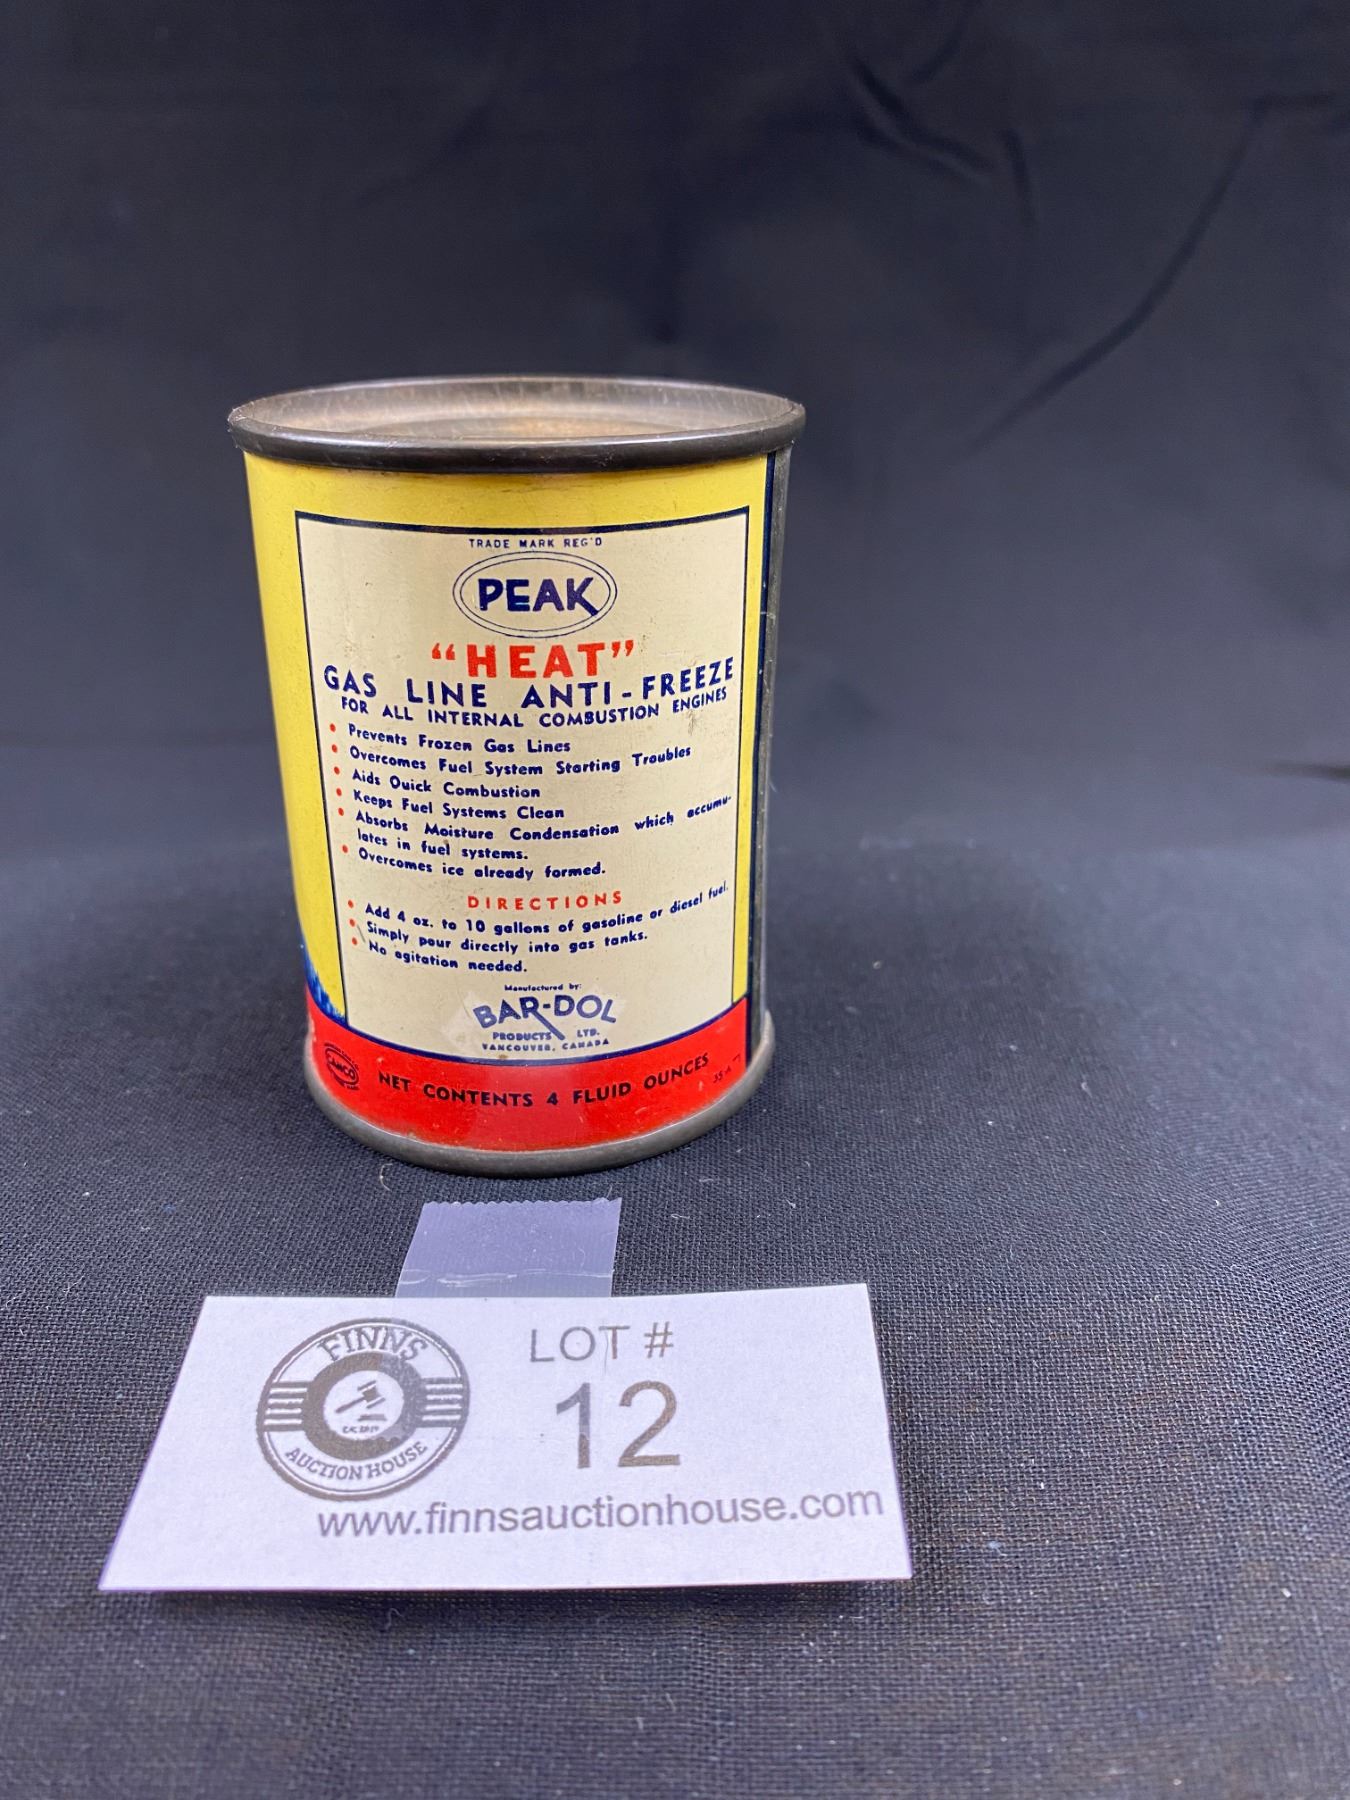 TRADE MARK REG'D
PEAK
"HEAT"
GAS LINE ANTI-FREEZE
FOR ALL INTERNAL COMBUSTION ENGINES
• Prevents Frozen Gas Lines
• Overcomes Fuel System Starting Troubles
• Aids Quick Combustion
• Keeps Fuel Systems Clean
• Absorbs Moisture Condensation which accumu-
lates in fuel systems.
• Overcomes ice already formed.
DIRECTIONS
• Add 4 oz. to 10 gallons of gasoline or diesel fuel.
• Simply pour directly into gas tanks.
• No agitation needed.
Manufactured by:
BAR-DOL
PRODUCTS LTD.
VANCOUVER, CANADA
NET CONTENTS 4 FLUID OUNCES
FINNS
AUCTION HOUSE
LOT #
12
www.finnsauctionhouse.com